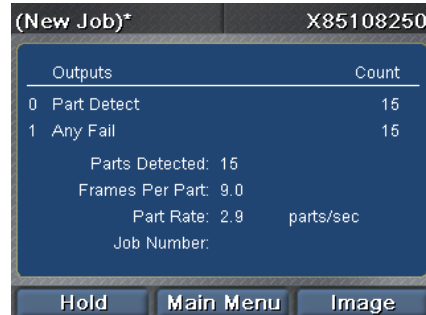 (New Job)* X85108250
Outputs Count
0 Part Detect 15
1 Any Fail 15
Parts Detected: 15
Frames Per Part: 9.0
Part Rate: 2.9 parts/sec
Job Number:
Hold Main Menu Image